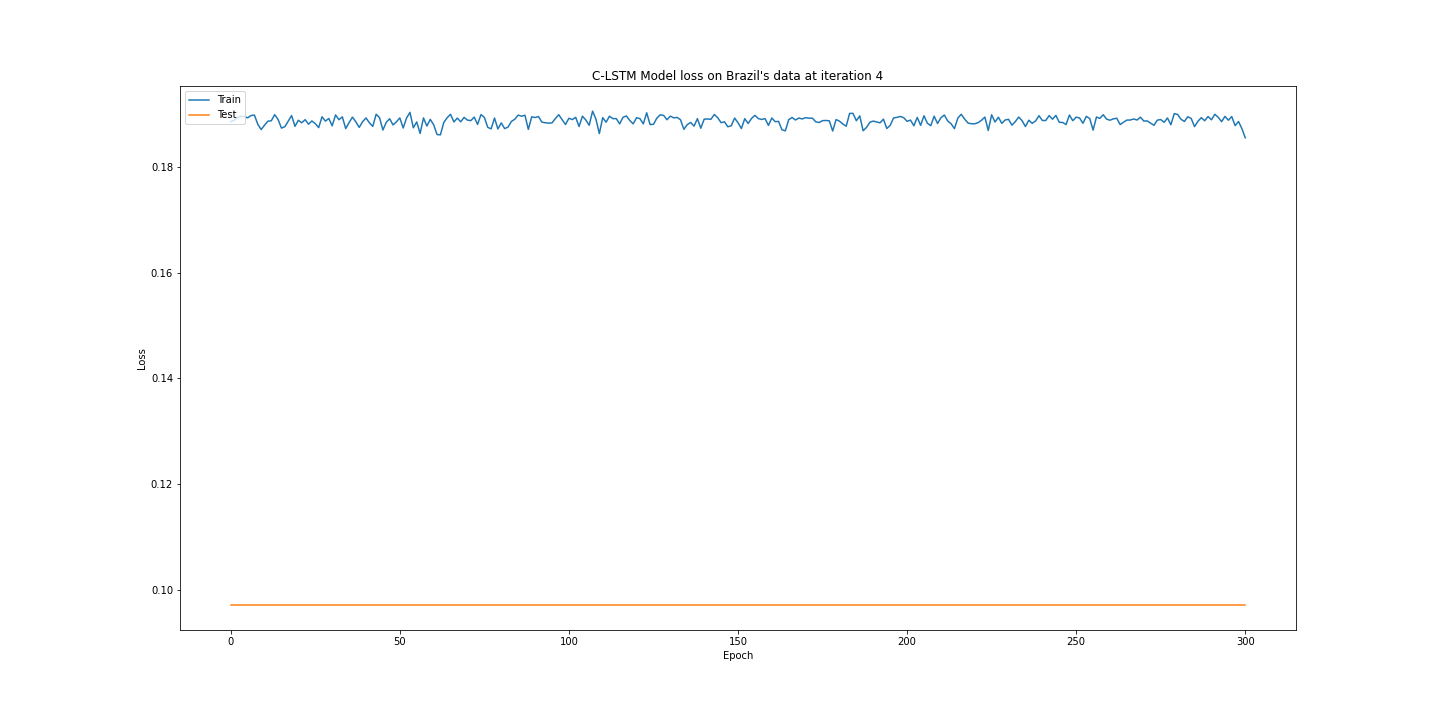 C-LSTM Model loss on Brazil's data at iteration 4
Train
Test
0.18
0.16
0.14
0.12
0.10
Loss
0
50
100
150
200
250
300
Epoch